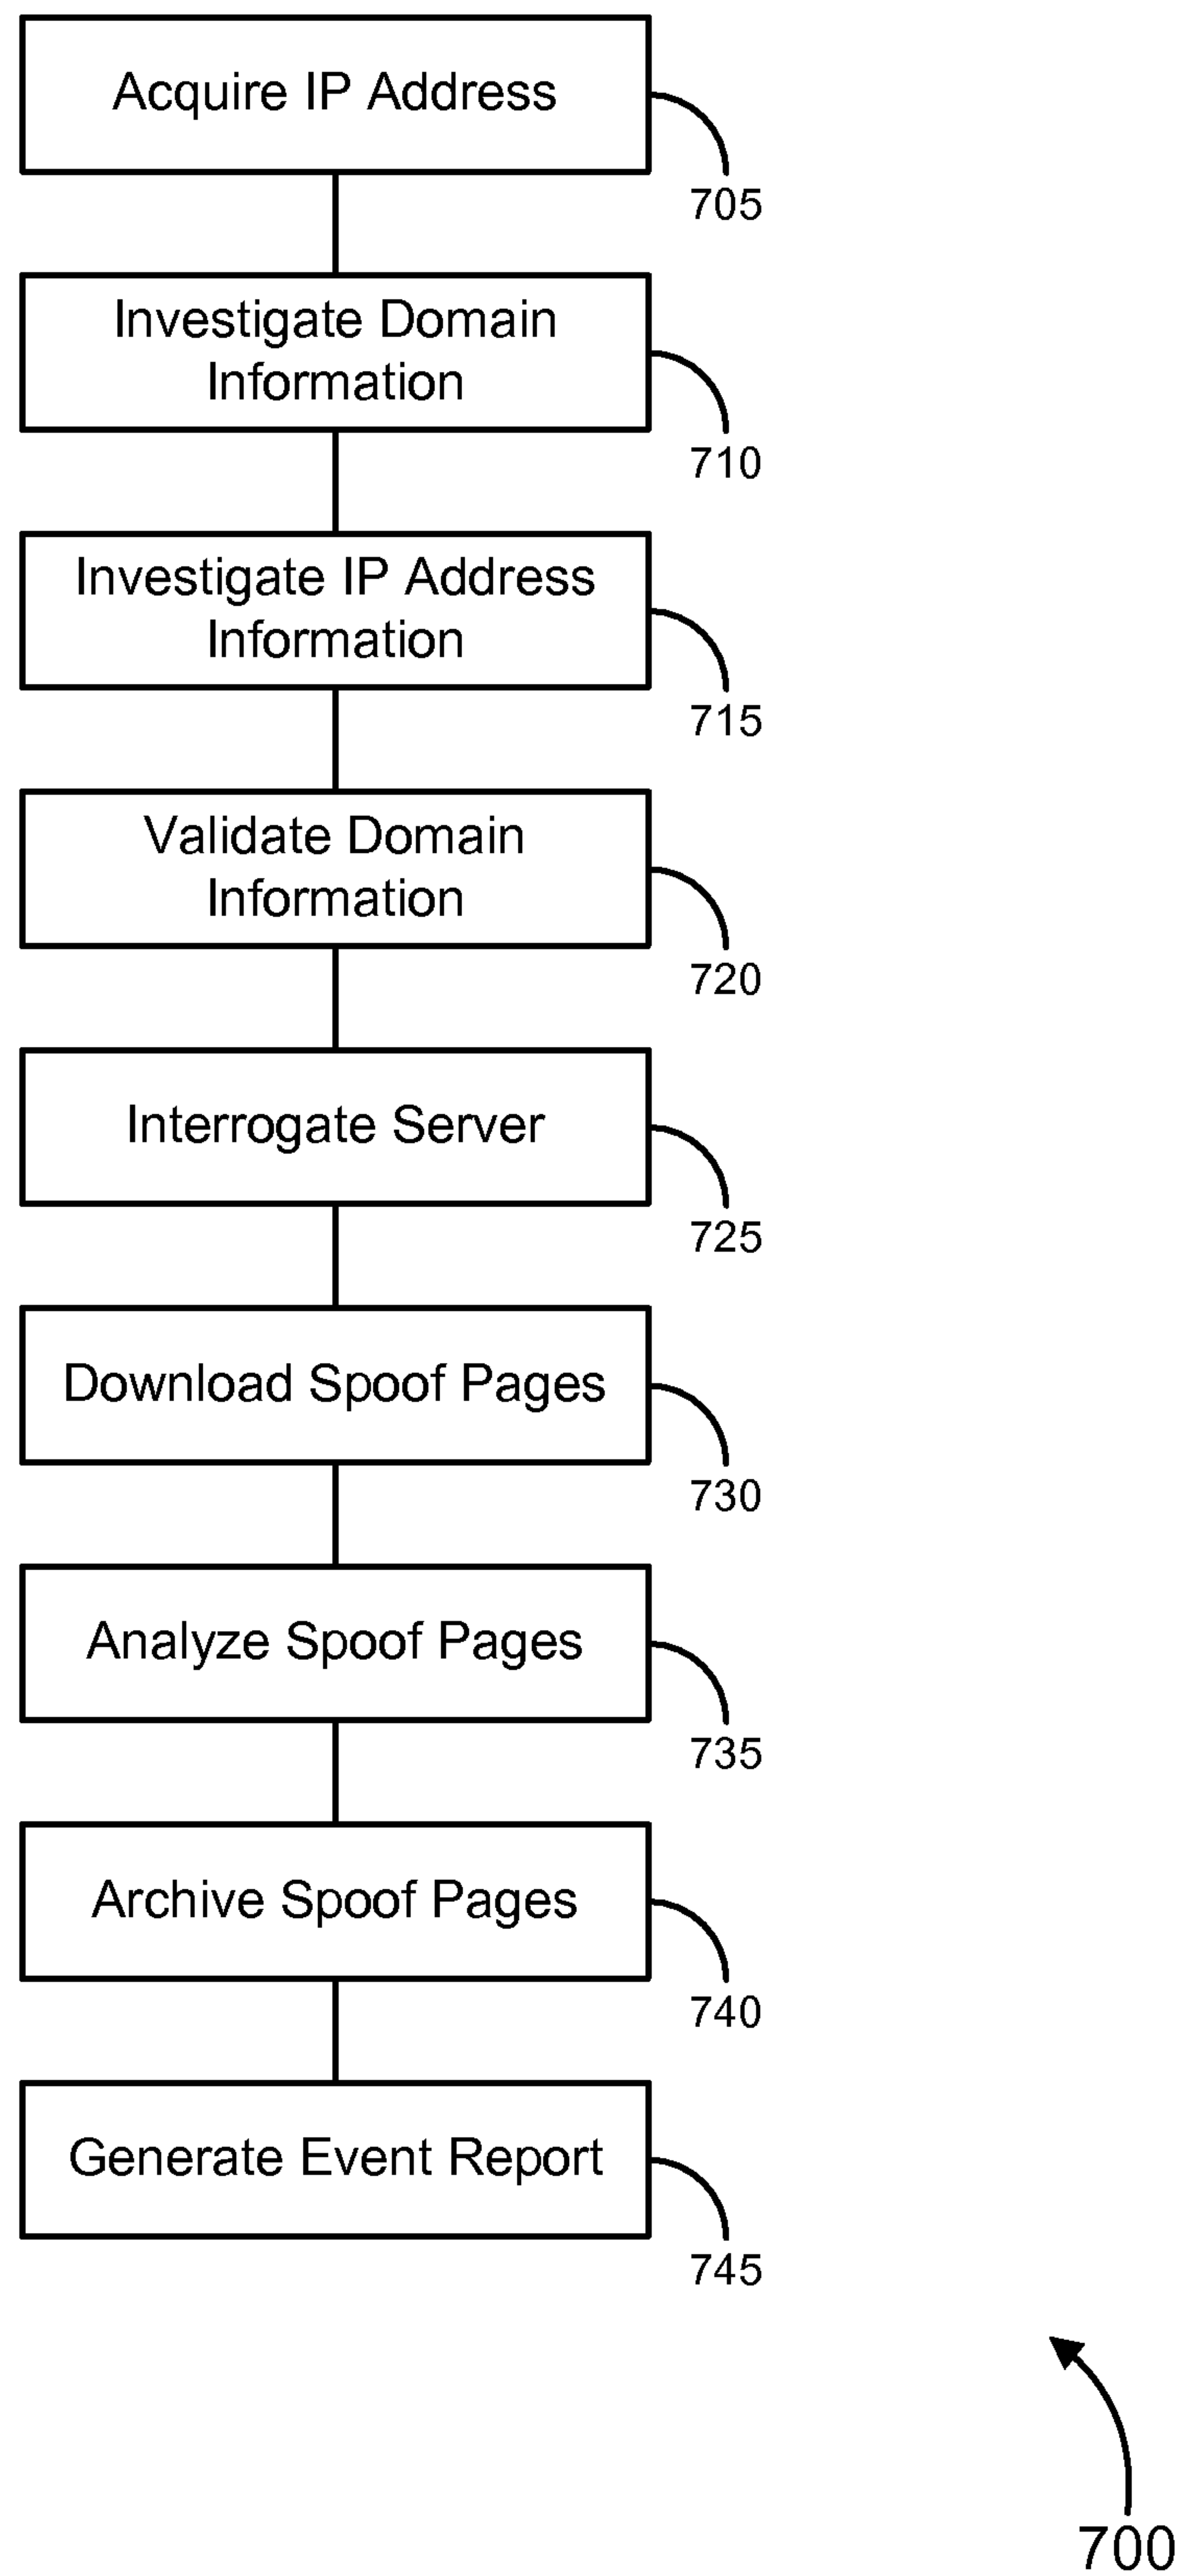 Acquire IP Address
705
Investigate Domain
Information
710
Investigate IP Address
Information
715
Validate Domain
Information
720
Interrogate Server
725
Download Spoof Pages
730
Analyze Spoof Pages
735
Archive Spoof Pages
740
Generate Event Report
745
700